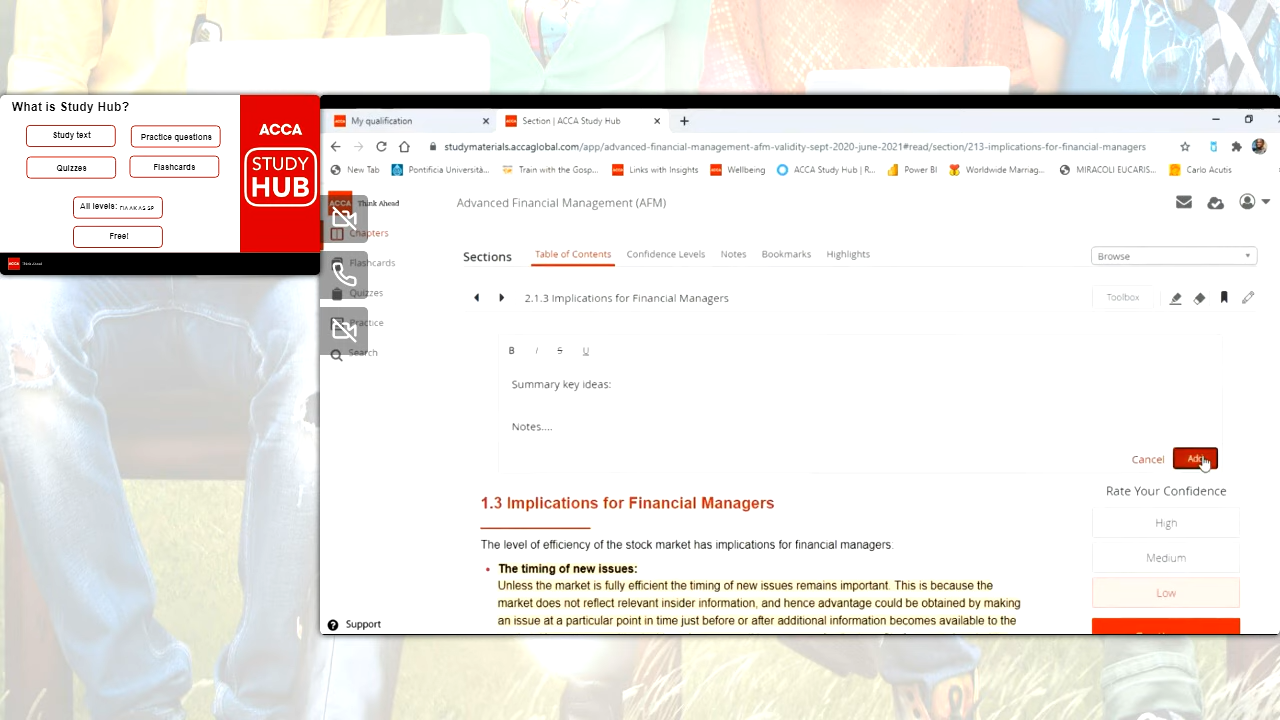 What is Study Hub?
Study text
Practice questions
Quizzes
Flashcards
All levels: FIA AK AS SP
Free!
ACCA
STUDY
HUB
ACCA Think Ahead
My qualification
Section | ACCA Study Hub
studymaterials.accaglobal.com/app/advanced-financial-management-afm-validity-sept-2020-june-2021#read/section/213-implications-for-financial-managers
New Tab
Pontificia Università...
Train with the Gosp...
Links with Insights
Wellbeing
ACCA Study Hub | R...
Power BI
Worldwide Marriag...
MIRACOLI EUCARIS...
Carlo Acutis
ACCA Think Ahead
Advanced Financial Management (AFM)
Chapters
Flashcards
Quizzes
Practice
Search
Support
Sections
Table of Contents
Confidence Levels
Notes
Bookmarks
Highlights
Browse
2.1.3 Implications for Financial Managers
Toolbox
B I S U
Summary key ideas:
Notes....
Cancel
Add
Rate Your Confidence
High
Medium
Low
1.3 Implications for Financial Managers
The level of efficiency of the stock market has implications for financial managers:
• The timing of new issues:
Unless the market is fully efficient the timing of new issues remains important. This is because the
market does not reflect relevant insider information, and hence advantage could be obtained by making
an issue at a particular point in time just before or after additional information becomes available to the